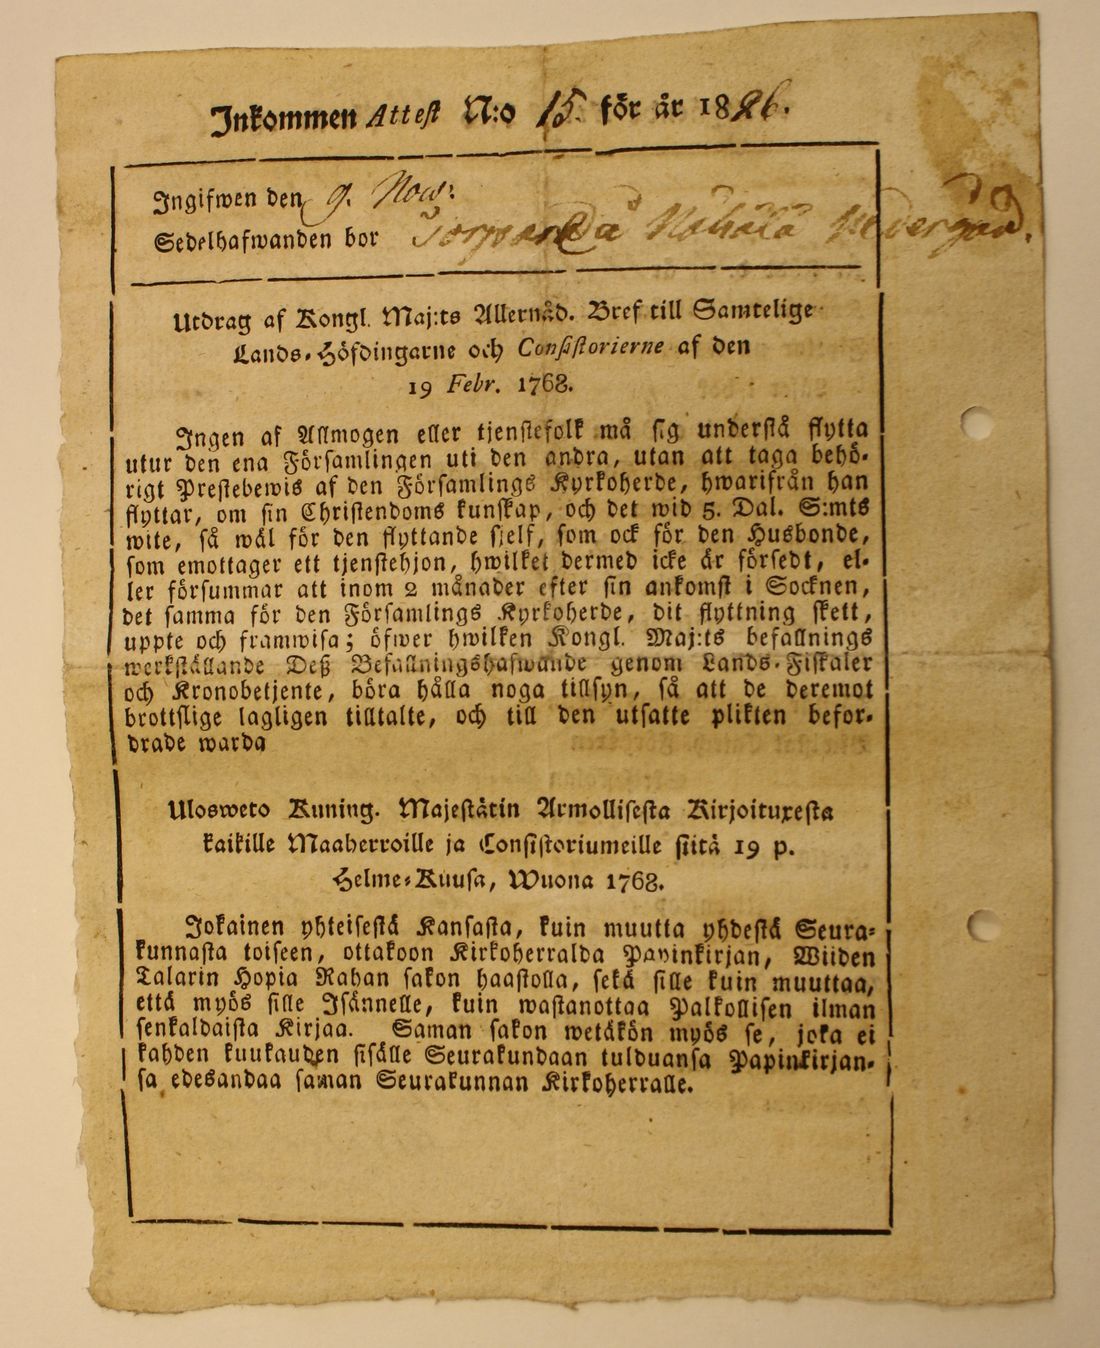 Inkommen Attest N:o 15. för år 1826.
Ingifwen den 9. Nov:
Sedelhafwanden bor Torpare på
Utdrag af Kongl. Maj:ts Allernåd. Bref till Samtelige
Lands-Höfdingarne och Consistorierne af den
19 Febr. 1768.
Ingen af Allmogen eller tjenstefolk må sig understå flytta
utur den ena Församlingen uti den andra, utan att taga behö-
rigt Prestebewis af den Församlings Kyrkoherde, hwarifrån han
flyttar, om sin Christendoms kunskap, och det wid 5. Dal. S:mts
wite, så wäl för den flyttande sjelf, som ock för den Husbonde,
som emottager ett tjenstehjon, hwilket dermed icke är försedt, el-
ler försummar att inom 2 månader efter sin ankomst i Socknen,
det samma för den Församlings Kyrkoherde, dit flyttning skett,
uppte och framwisa; öfwer hwilken Kongl. Maj:ts befallnings
werkställande Deß Befallningshafwande genom Lands-Fiskaler
och Kronobetjente, böra hålla noga tillsyn, så att de deremot
brottslige lagligen tilltalte, och till den utsatte plikten befor-
drade warda
Ulosweto Kuning. Majestätin Armollisesta Kirjoituxesta
kaikille Maaherroille ja Consistoriumeille siitä 19 p.
Helme-Kuusa, Wuona 1768.
Jokainen yhteisestä Kansasta, kuin muutta yhdestä Seura-
kunnasta toiseen, ottakoon Kirkoherralda Papinkirjan, Wiiden
Talarin Hopia Rahan sakon haastolla, sekä sille kuin muuttaa,
että myös sille Isännelle, kuin wastanottaa Palkollisen ilman
senkaldaista Kirjaa. Saman sakon wetäkön myös se, joka ei
kahden kuukauden sisälle Seurakundaan tulduansa Papinkirjan-
sa edesandaa saman Seurakunnan Kirkoherralle.